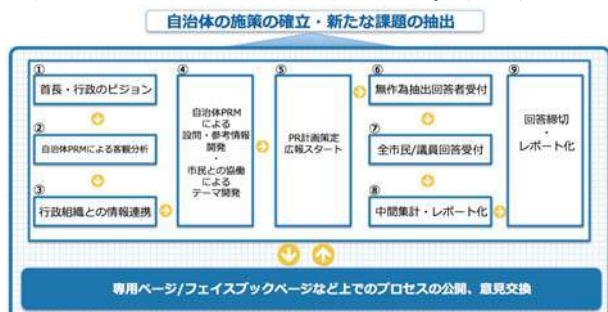 自治体の施策の確立・新たな課題の抽出
①
首長・行政のビジョン
②
自治体PRMによる客観分析
③
行政組織との情報連携
④
自治体PRM
による
設問・参考情報
開発
・
市民との協働
による
テーマ開発
⑤
PR計画策定
広報スタート
⑥
無作為抽出回答者受付
⑦
全市民/議員回答受付
⑧
中間集計・レポート化
⑨
回答締切
・
レポート化
専用ページ/フェイスブックページなど上でのプロセスの公開、意見交換